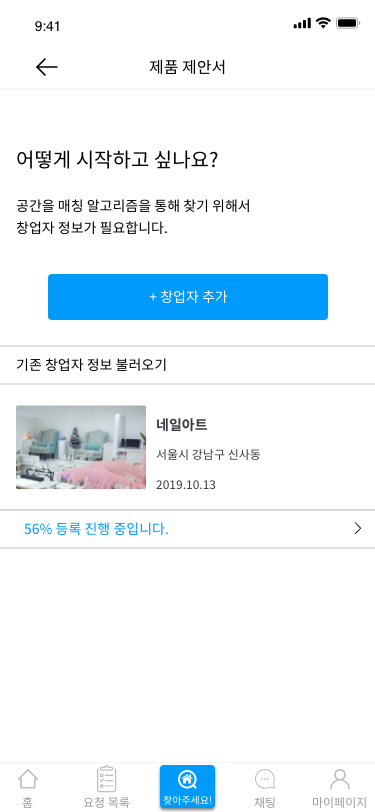 9:41
제품 제안서
어떻게 시작하고 싶나요?
공간을 매칭 알고리즘을 통해 찾기 위해서
창업자 정보가 필요합니다.
+ 창업자 추가
기존 창업자 정보 불러오기
네일아트
서울시 강남구 신사동
2019.10.13
56% 등록 진행 중입니다.
홈
요청 목록
찾아주세요!
채팅
마이페이지